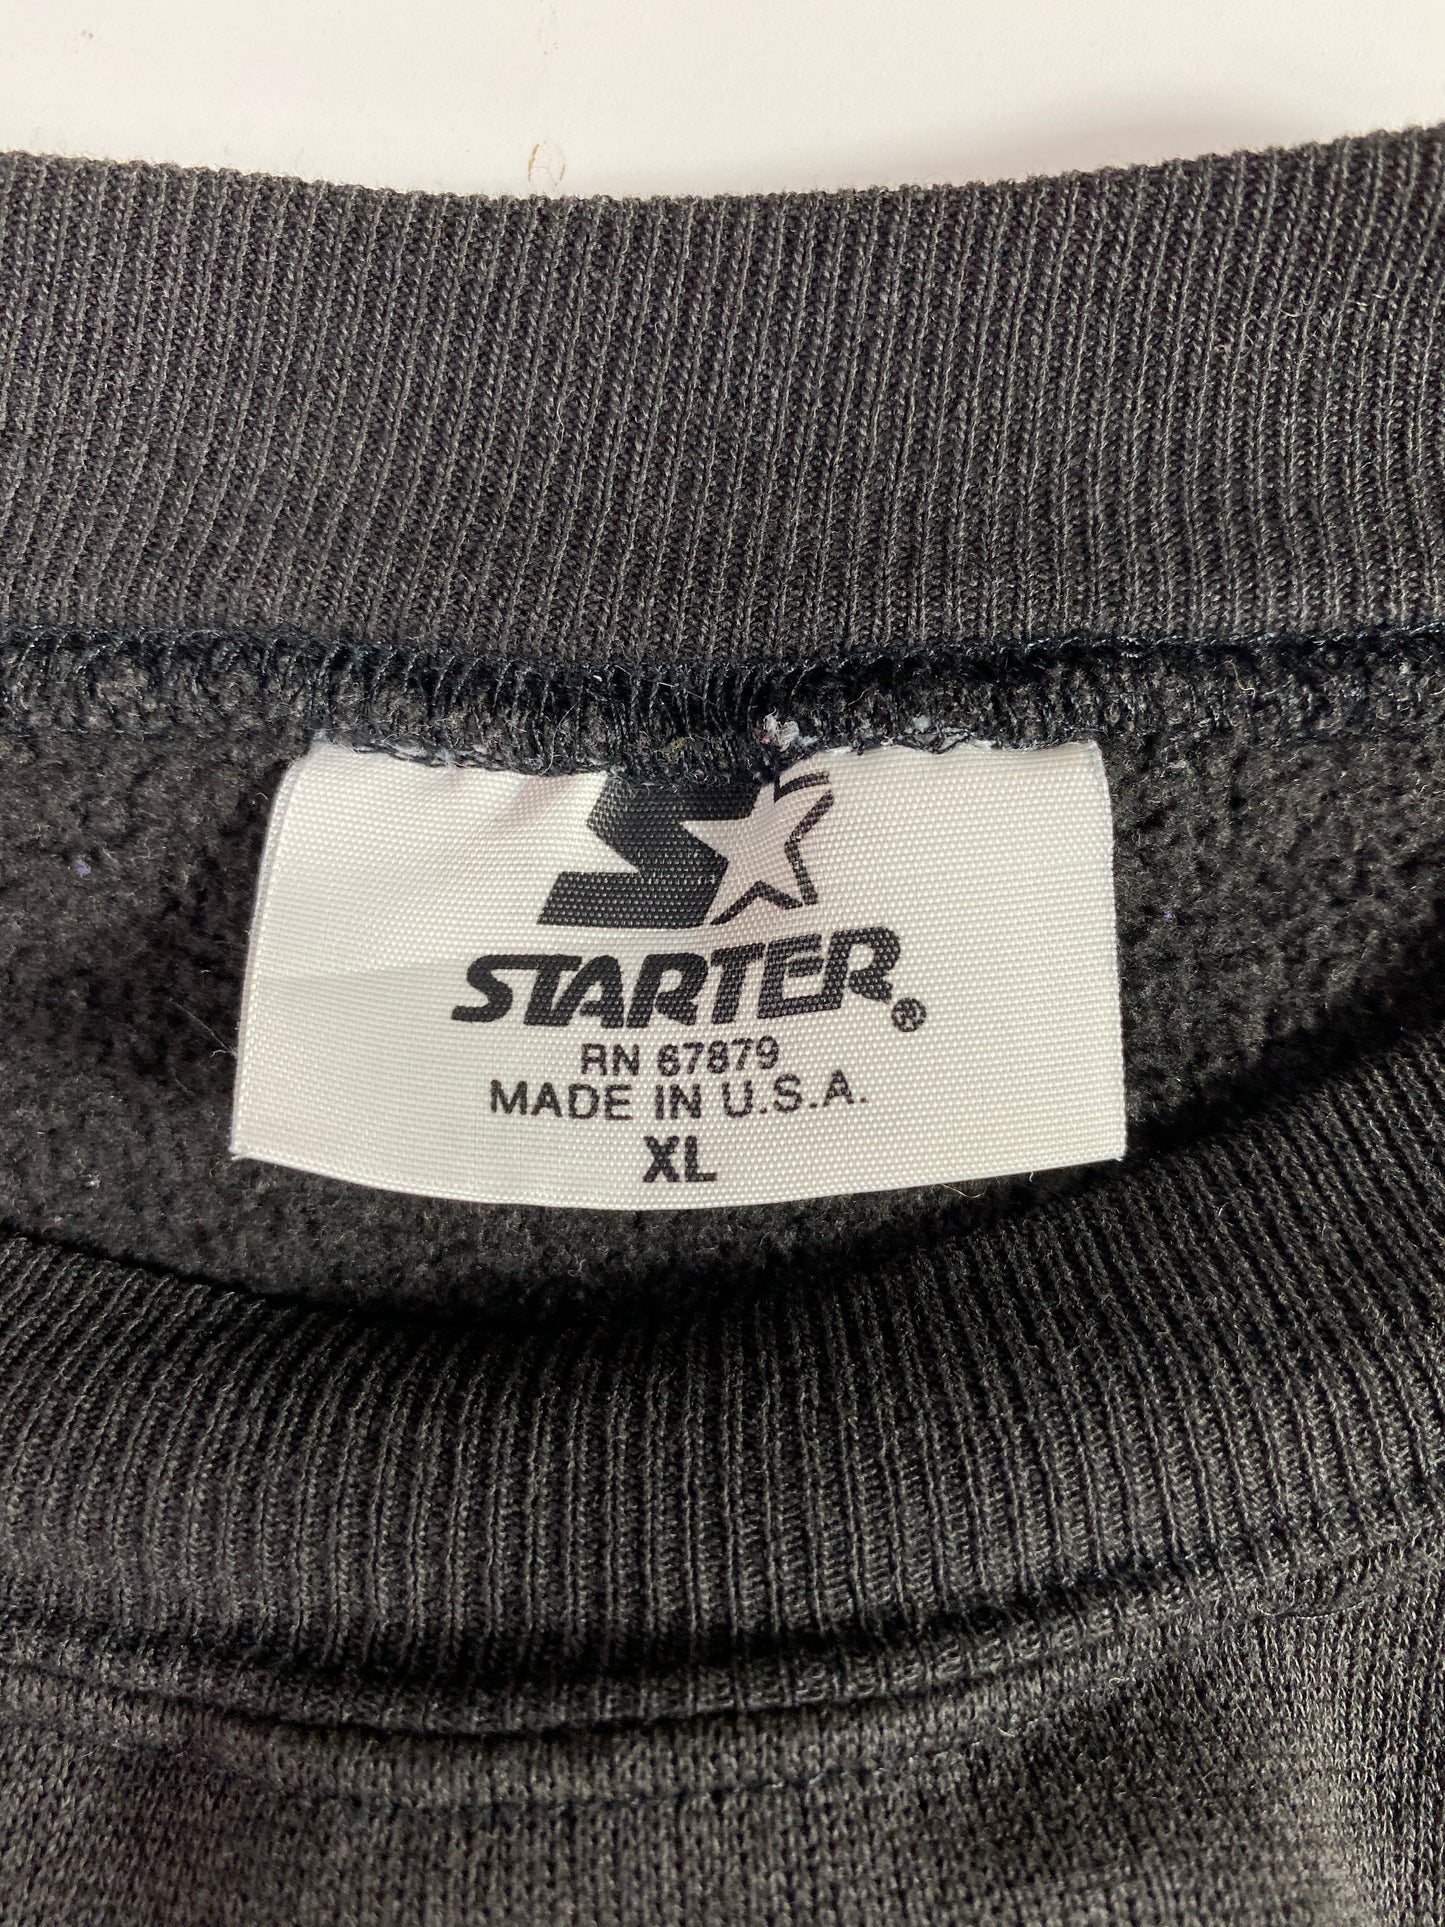 STARTER®
RN 67879
MADE IN U.S.A.
XL